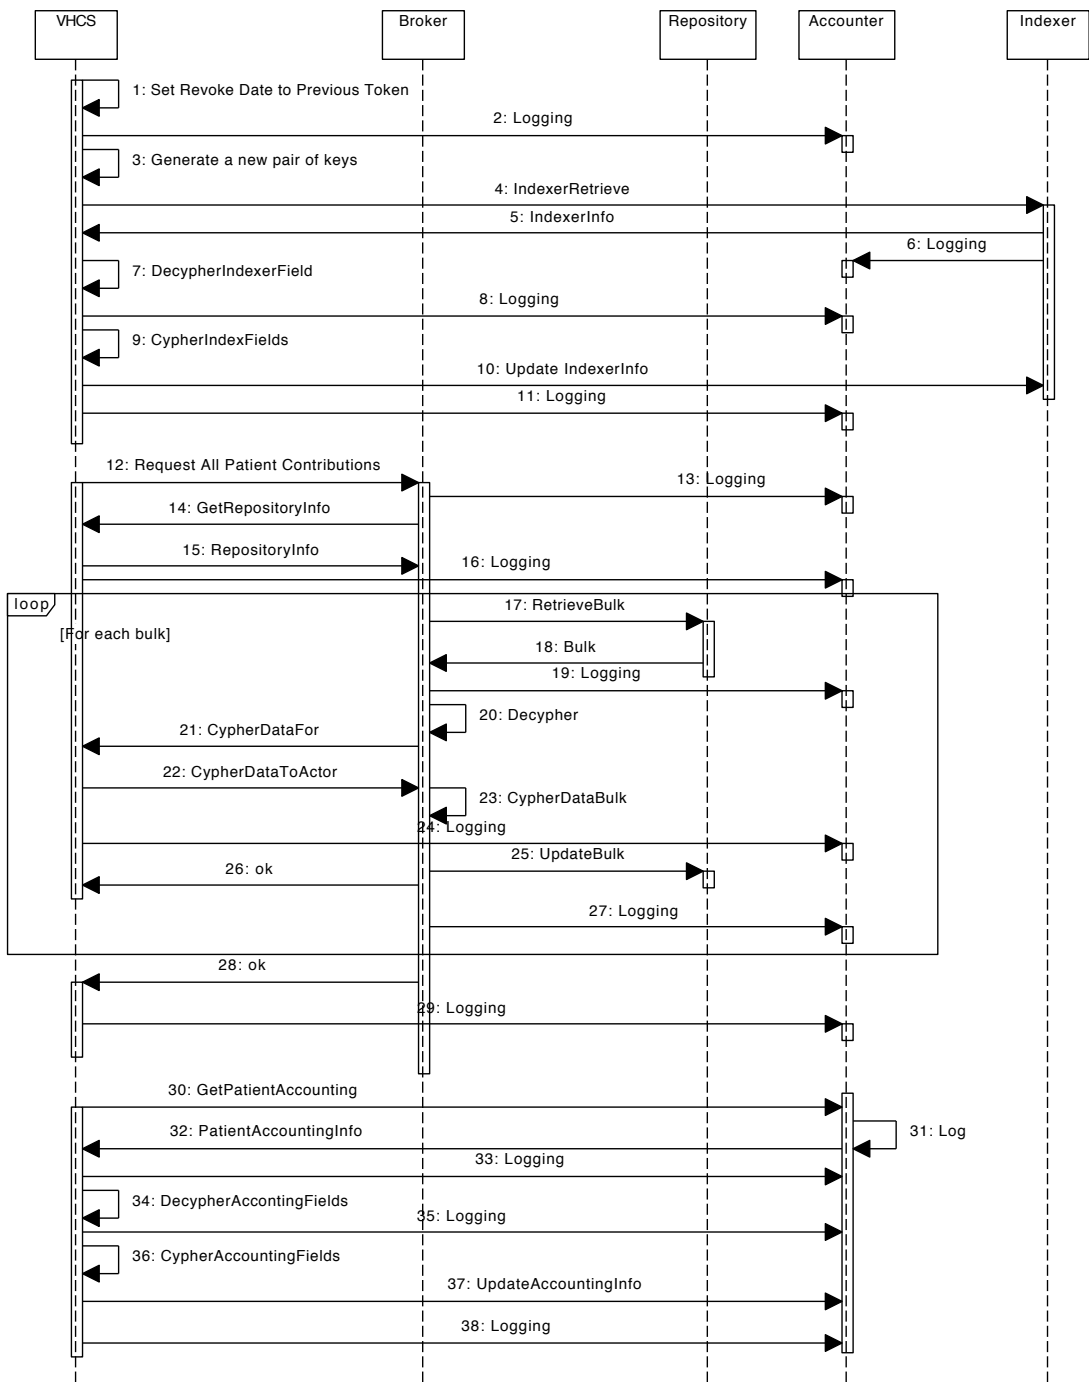 VHCS
Broker
Repository
Accounter
Indexer
1: Set Revoke Date to Previous Token
2: Logging
3: Generate a new pair of keys
4: IndexerRetrieve
5: IndexerInfo
6: Logging
7: DecypherIndexerField
8: Logging
9: CypherIndexFields
10: Update IndexerInfo
11: Logging
12: Request All Patient Contributions
13: Logging
14: GetRepositoryInfo
15: RepositoryInfo
16: Logging
loop
[For each bulk]
17: RetrieveBulk
18: Bulk
19: Logging
20: Decypher
21: CypherDataFor
22: CypherDataToActor
23: CypherDataBulk
24: Logging
25: UpdateBulk
26: ok
27: Logging
28: ok
29: Logging
30: GetPatientAccounting
31: Log
32: PatientAccountingInfo
33: Logging
34: DecypherAccontingFields
35: Logging
36: CypherAccountingFields
37: UpdateAccountingInfo
38: Logging